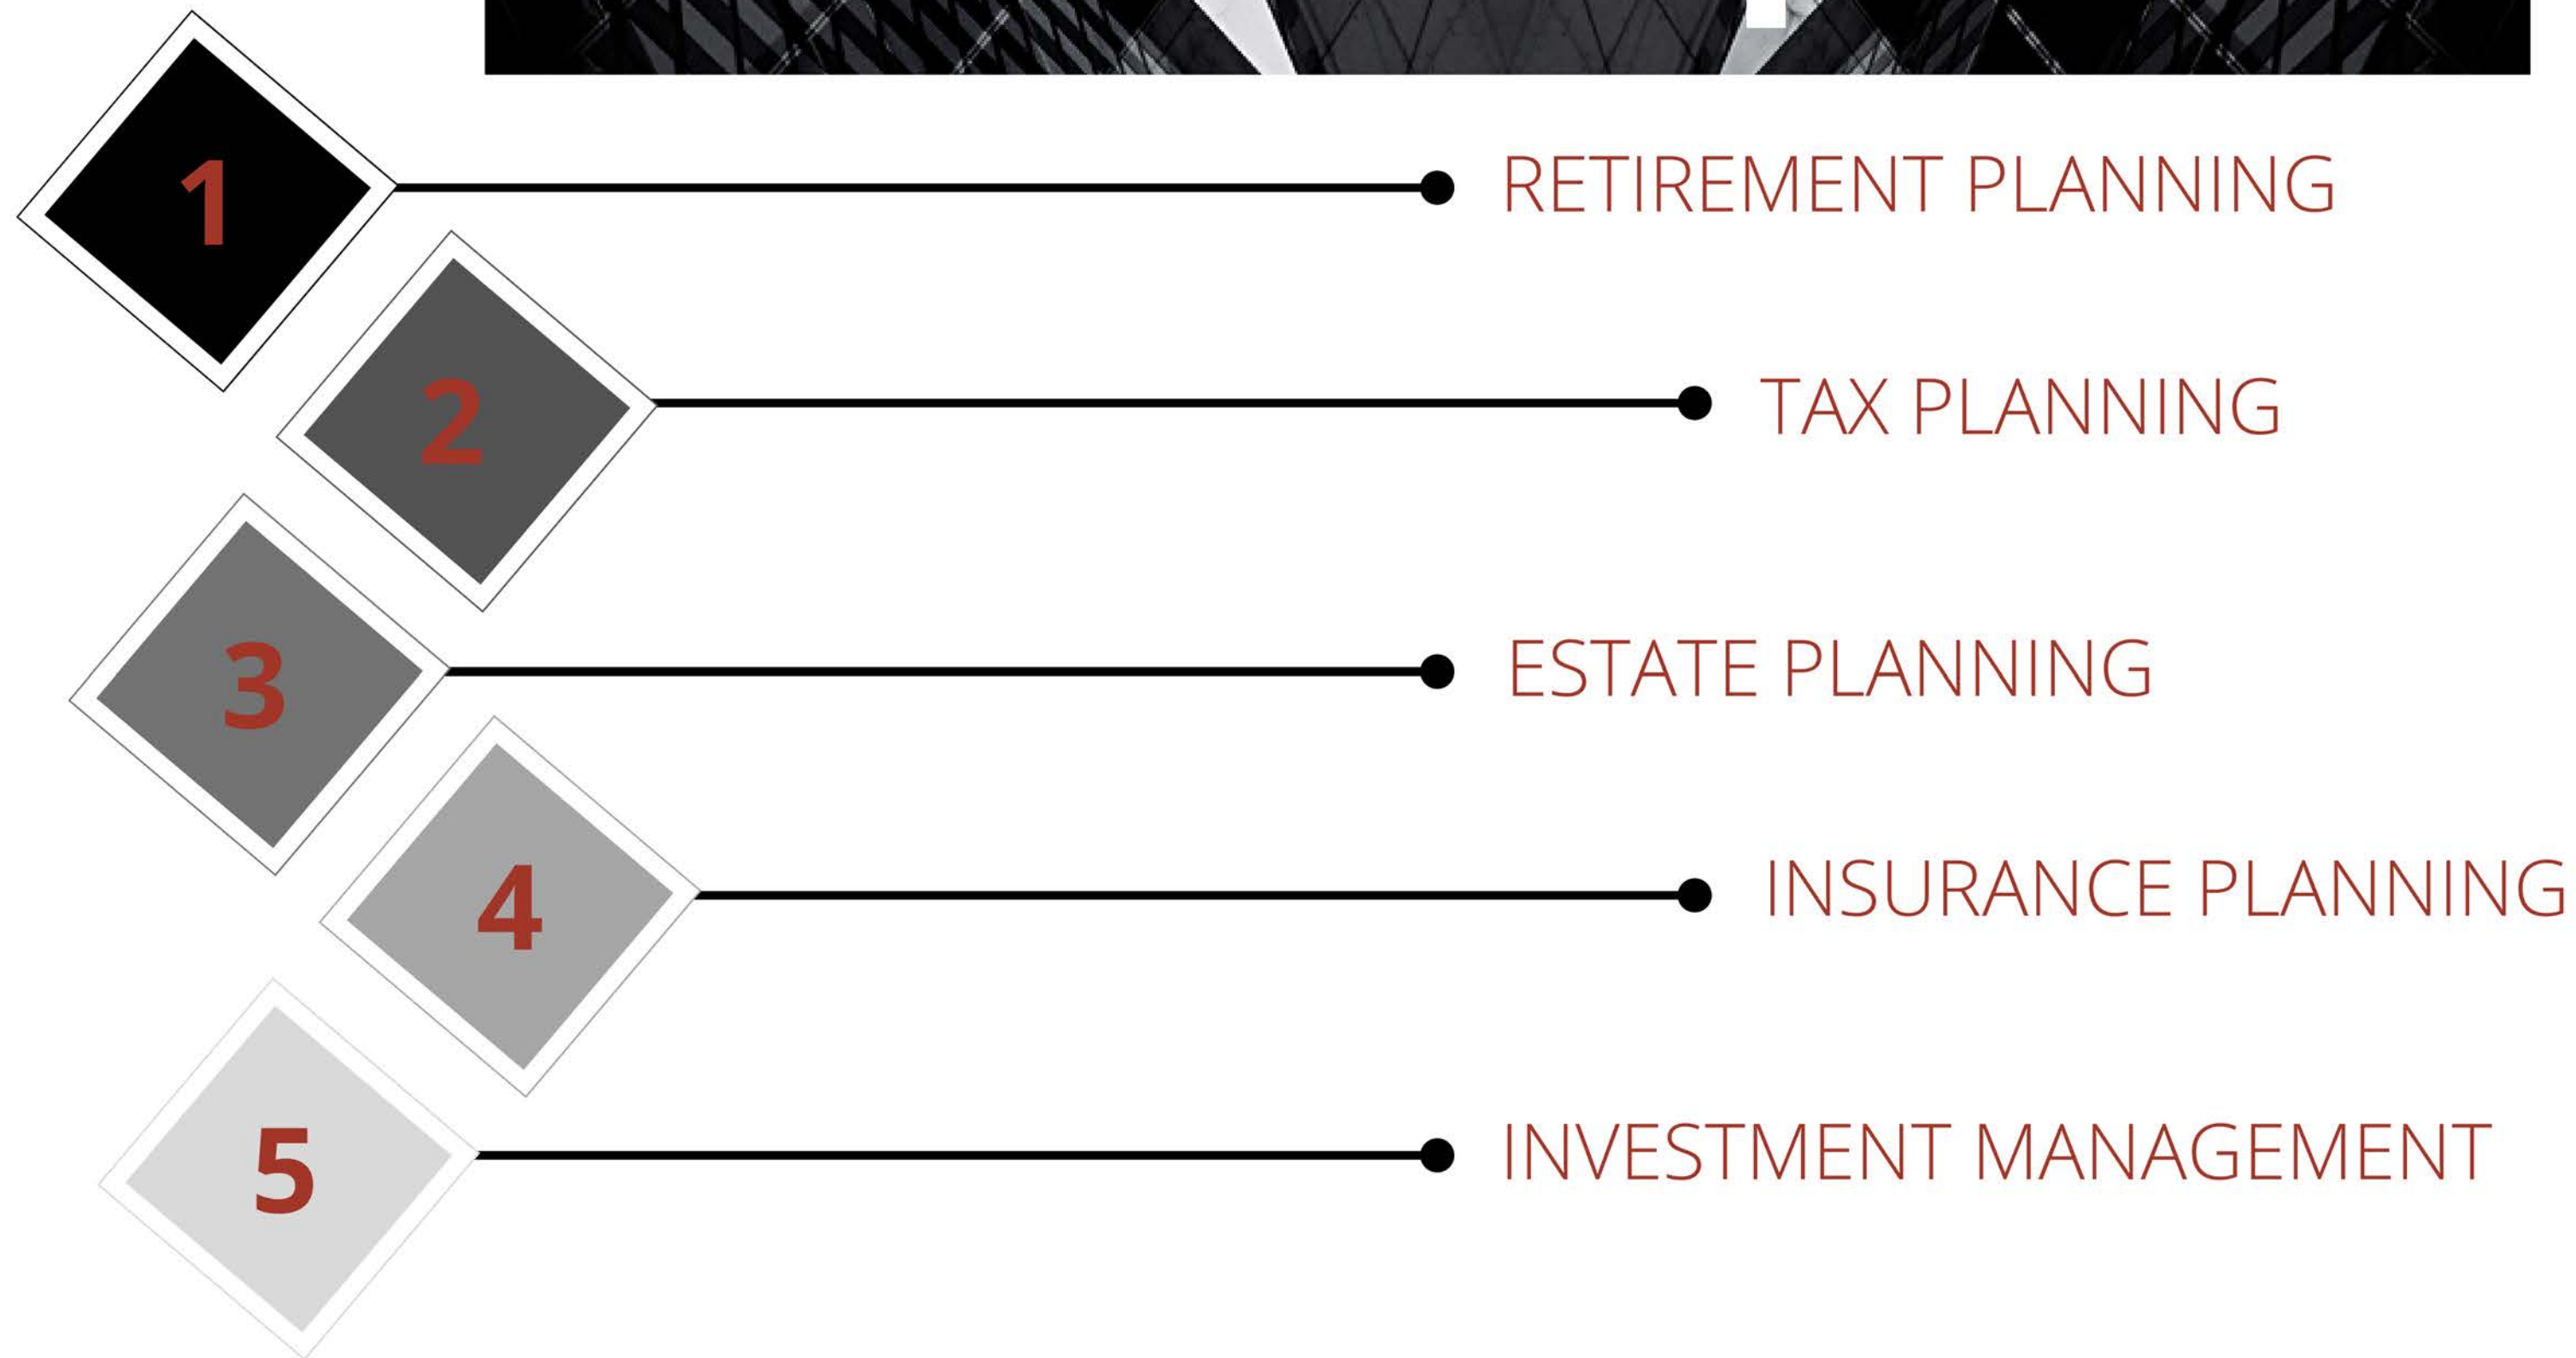 1 RETIREMENT PLANNING
2 TAX PLANNING
3 ESTATE PLANNING
4 INSURANCE PLANNING
5 INVESTMENT MANAGEMENT